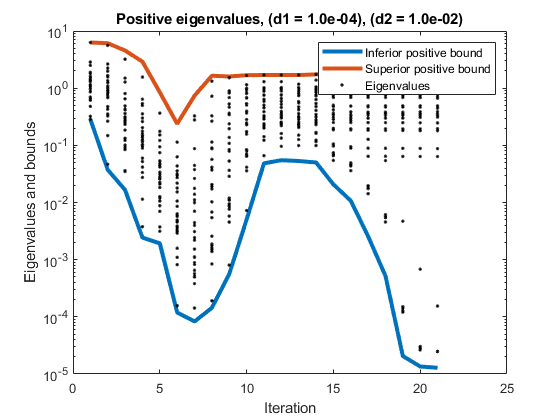 Positive eigenvalues, (d1 = 1.0e-04), (d2 = 1.0e-02)
Eigenvalues and bounds
10^1
10^0
10^-1
10^-2
10^-3
10^-4
10^-5
Inferior positive bound
Superior positive bound
Eigenvalues
0 5 10 15 20 25
Iteration